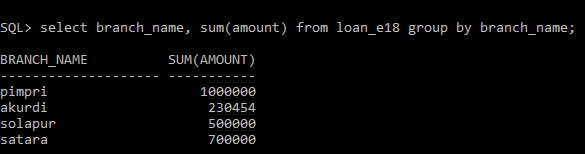 SQL> select branch_name, sum(amount) from loan_e18 group by branch_name;
BRANCH_NAME          SUM(AMOUNT)
-------------------- -----------
pimpri                   1000000
akurdi                    230454
solapur                   500000
satara                    700000